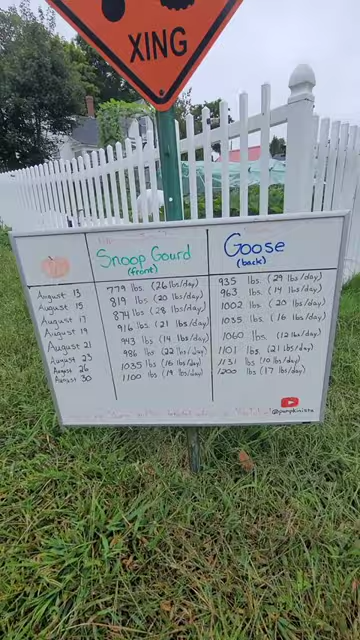 XING
Snoop Gourd
(front)
Goose
(back)
August 13 779 lbs. (26 lbs/day) 935 lbs. (29 lbs/day)
August 15 819 lbs (20 lbs/day) 963 lbs. (14 lbs/day)
August 17 874 lbs (28 lbs/day) 1002 lbs. (20 lbs/day)
August 19 916 lbs. (21 lbs/day) 1035 lbs. (16 lbs/day)
August 21 943 lbs (14 lbs/day) 1060 lbs. (12 lbs/day)
August 23 986 lbs (22 lbs/day) 1101 lbs. (21 lbs/day)
August 26 1035 lbs (16 lbs/day) 1131 lbs (10 lbs/day)
August 30 1100 lbs (19 lbs/day) 1200 lbs (17 lbs/day)
@pumpkinista